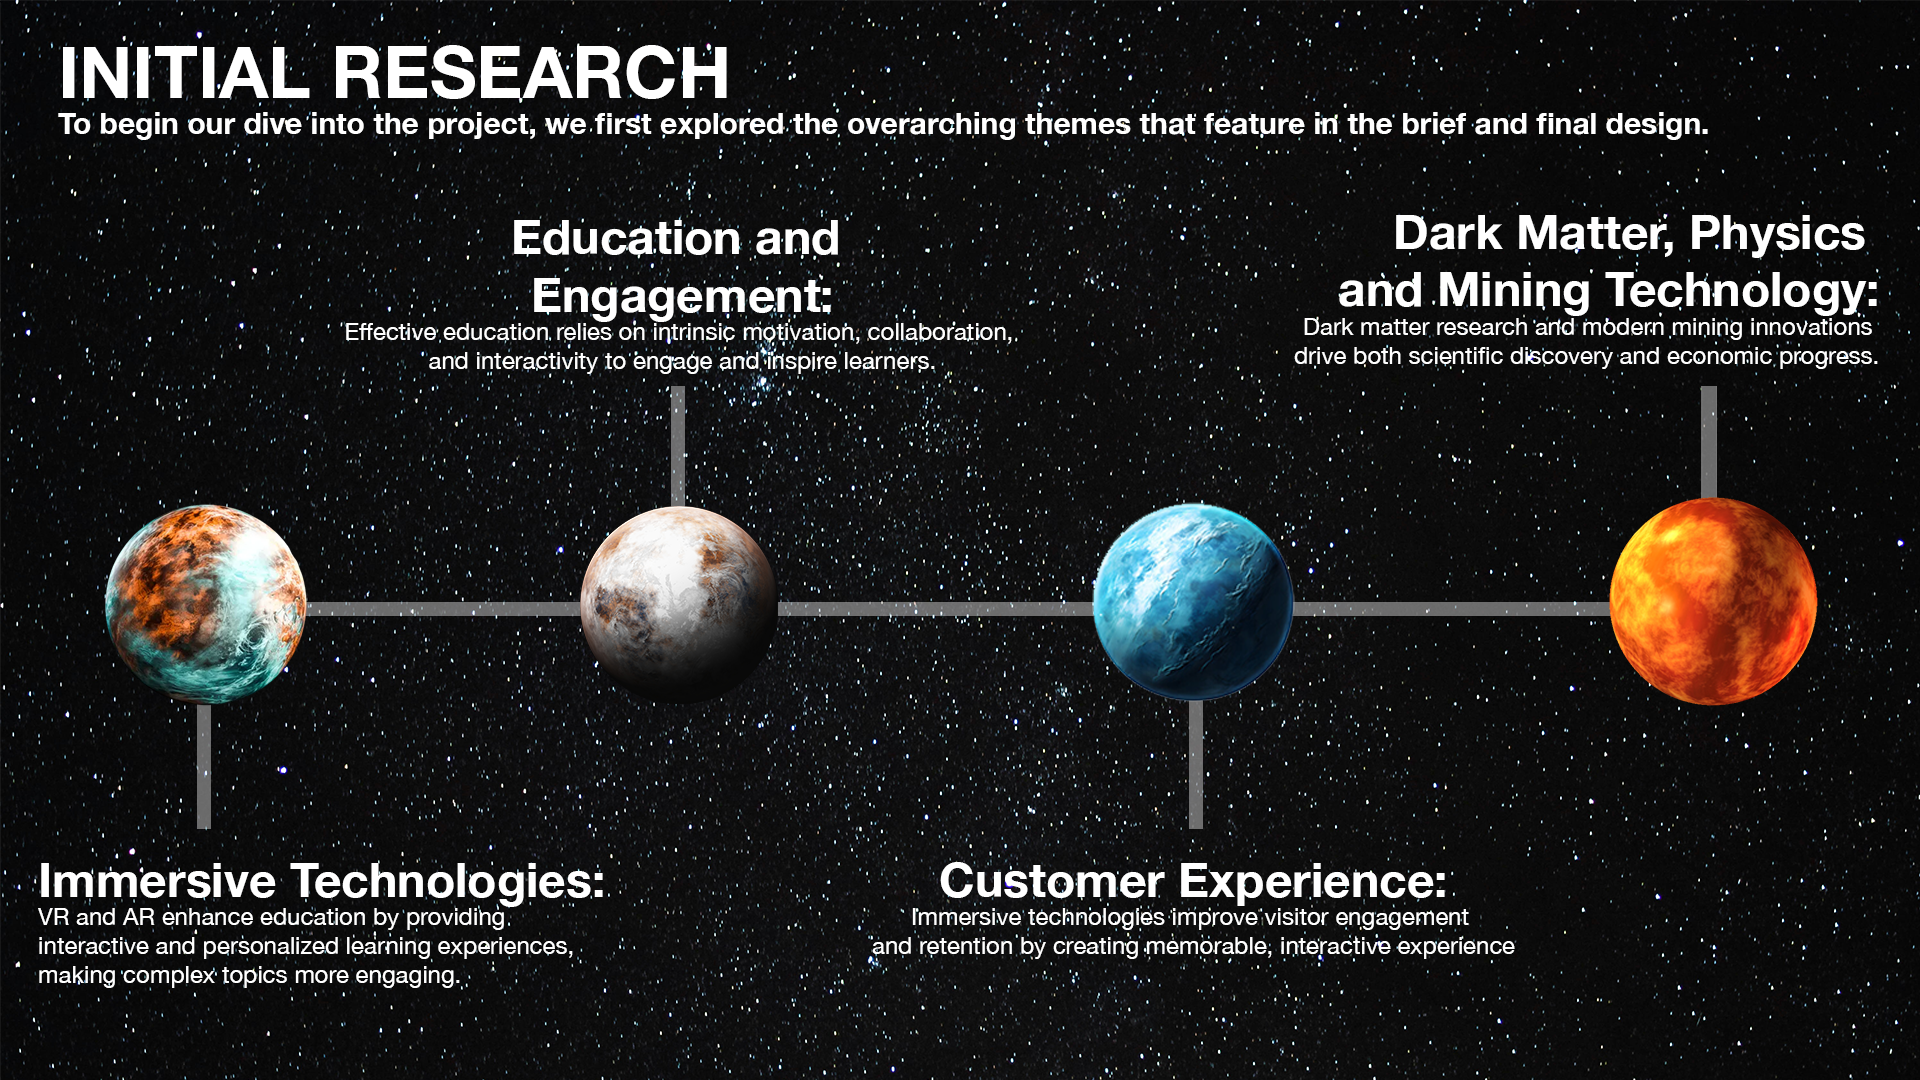 INITIAL RESEARCH
To begin our dive into the project, we first explored the overarching themes that feature in the brief and final design.
Education and
Engagement:
Effective education relies on intrinsic motivation, collaboration,
and interactivity to engage and inspire learners.
Dark Matter, Physics
and Mining Technology:
Dark matter research and modern mining innovations
drive both scientific discovery and economic progress.
Immersive Technologies:
VR and AR enhance education by providing
interactive and personalized learning experiences,
making complex topics more engaging.
Customer Experience:
Immersive technologies improve visitor engagement
and retention by creating memorable, interactive experience